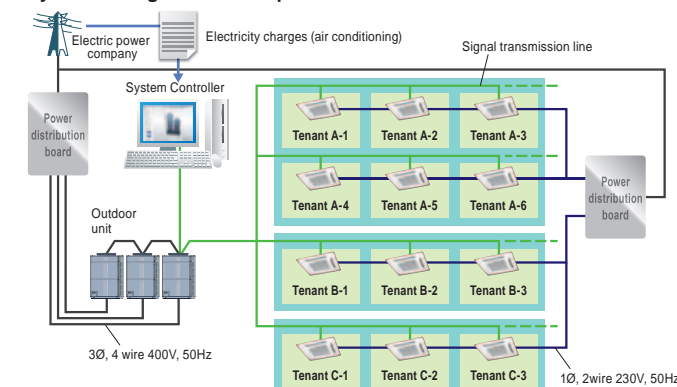 Electric power
company
Electricity charges (air conditioning)
Signal transmission line
System Controller
Power
distribution
board
Tenant A-1
Tenant A-2
Tenant A-3
Tenant A-4
Tenant A-5
Tenant A-6
Power
distribution
board
Outdoor
unit
Tenant B-1
Tenant B-2
Tenant B-3
3Ø, 4 wire 400V, 50Hz
Tenant C-1
Tenant C-2
Tenant C-3
1Ø, 2wire 230V, 50Hz